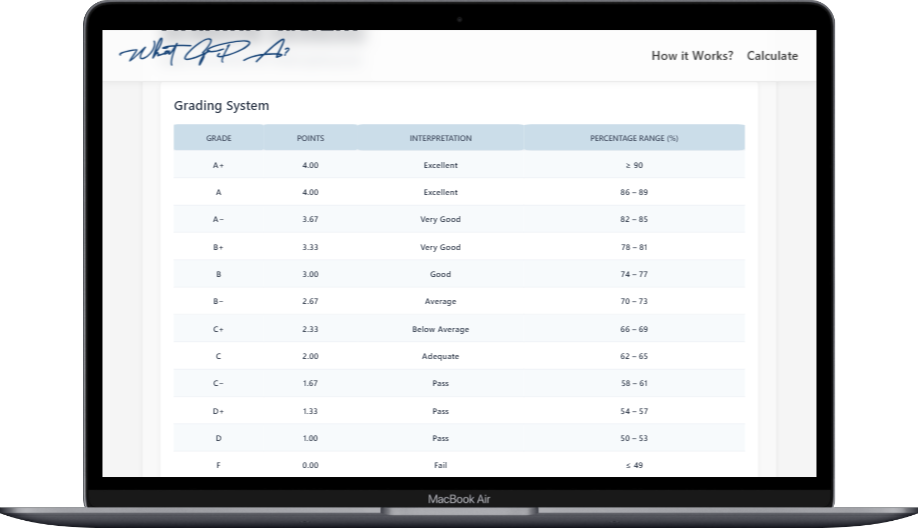 What GP As?
How it Works? Calculate
Grading System
GRADE POINTS INTERPRETATION PERCENTAGE RANGE (%)
A+ 4.00 Excellent ≥ 90
A 4.00 Excellent 86 – 89
A− 3.67 Very Good 82 – 85
B+ 3.33 Very Good 78 – 81
B 3.00 Good 74 – 77
B− 2.67 Average 70 – 73
C+ 2.33 Below Average 66 – 69
C 2.00 Adequate 62 – 65
C− 1.67 Pass 58 – 61
D+ 1.33 Pass 54 – 57
D 1.00 Pass 50 – 53
F 0.00 Fail ≤ 49
MacBook Air